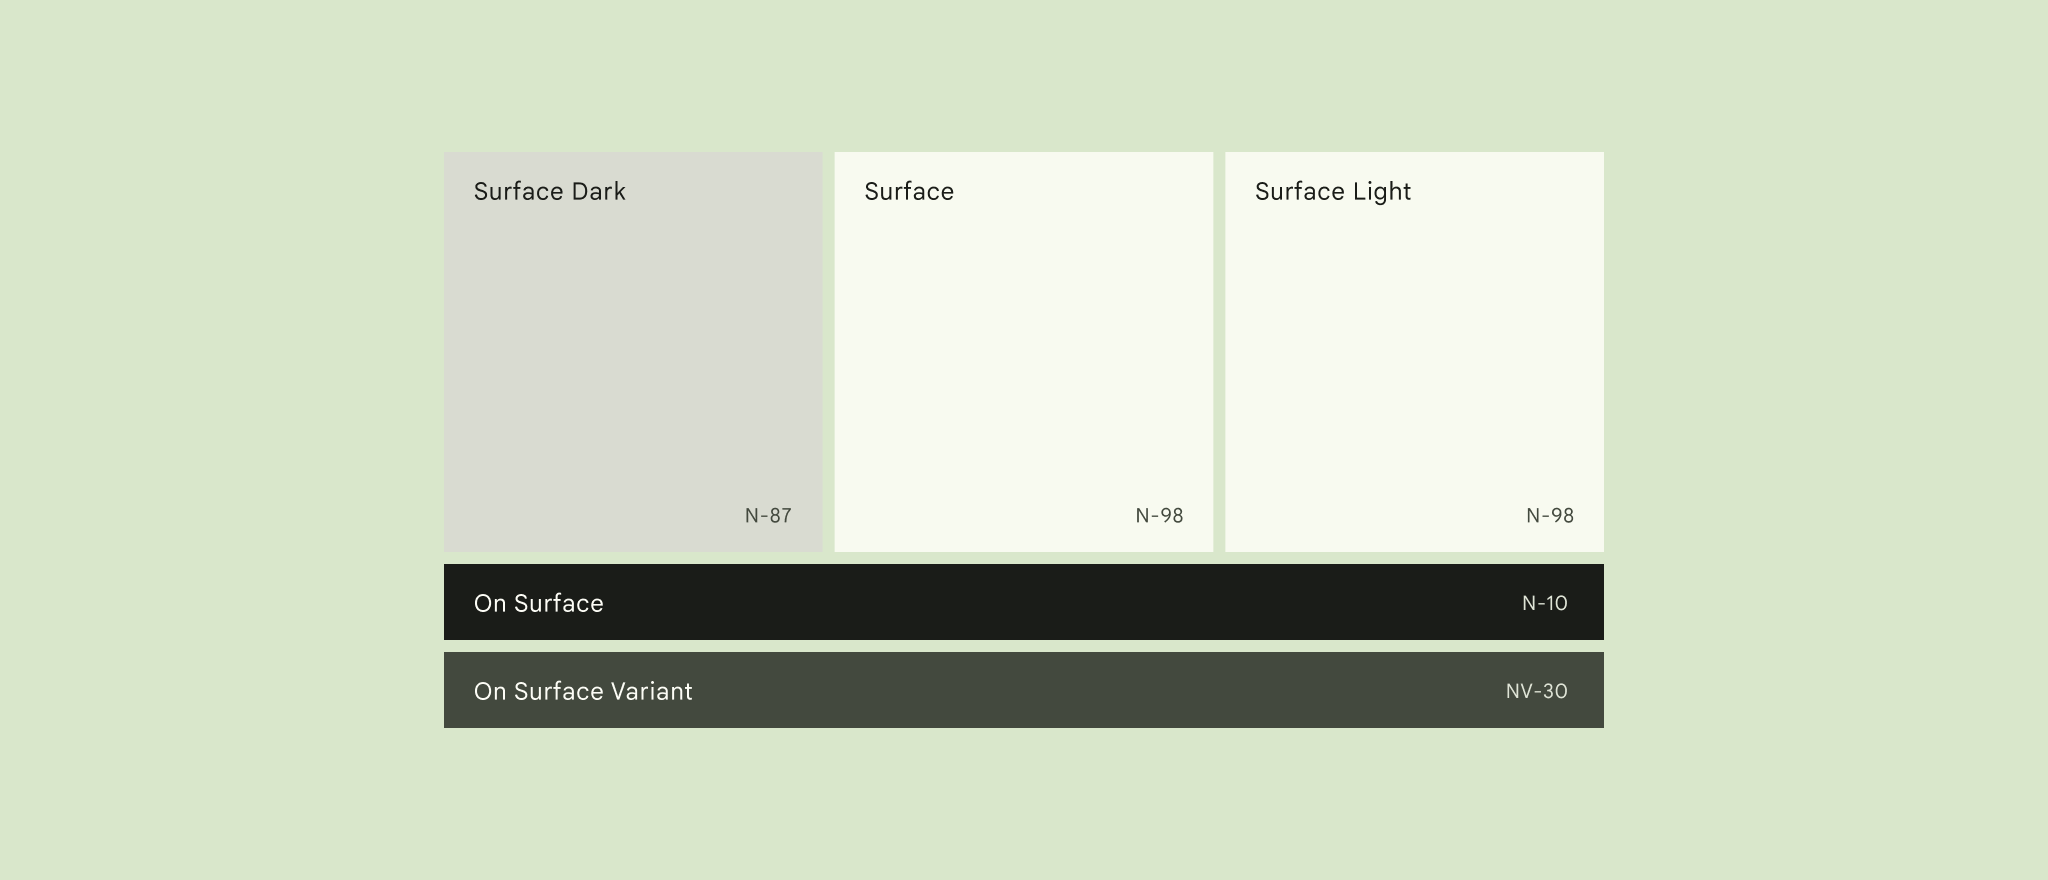 Surface Dark
N-87
Surface
N-98
Surface Light
N-98
On Surface
N-10
On Surface Variant
NV-30